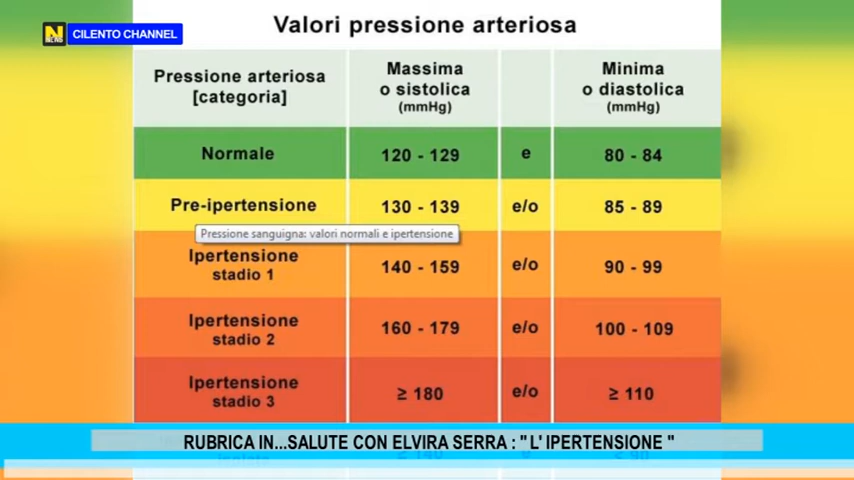 Valori pressione arteriosa
CILENTO CHANNEL
Pressione arteriosa
[categoria]
Massima
o sistolica
(mmHg)
Minima
o diastolica
(mmHg)
Normale 120 - 129 e 80 - 84
Pre-ipertensione 130 - 139 e/o 85 - 89
Pressione sanguigna: valori normali e ipertensione
Ipertensione
stadio 1 140 - 159 e/o 90 - 99
Ipertensione
stadio 2 160 - 179 e/o 100 - 109
Ipertensione
stadio 3 ≥ 180 e/o ≥ 110
RUBRICA IN...SALUTE CON ELVIRA SERRA : " L' IPERTENSIONE "